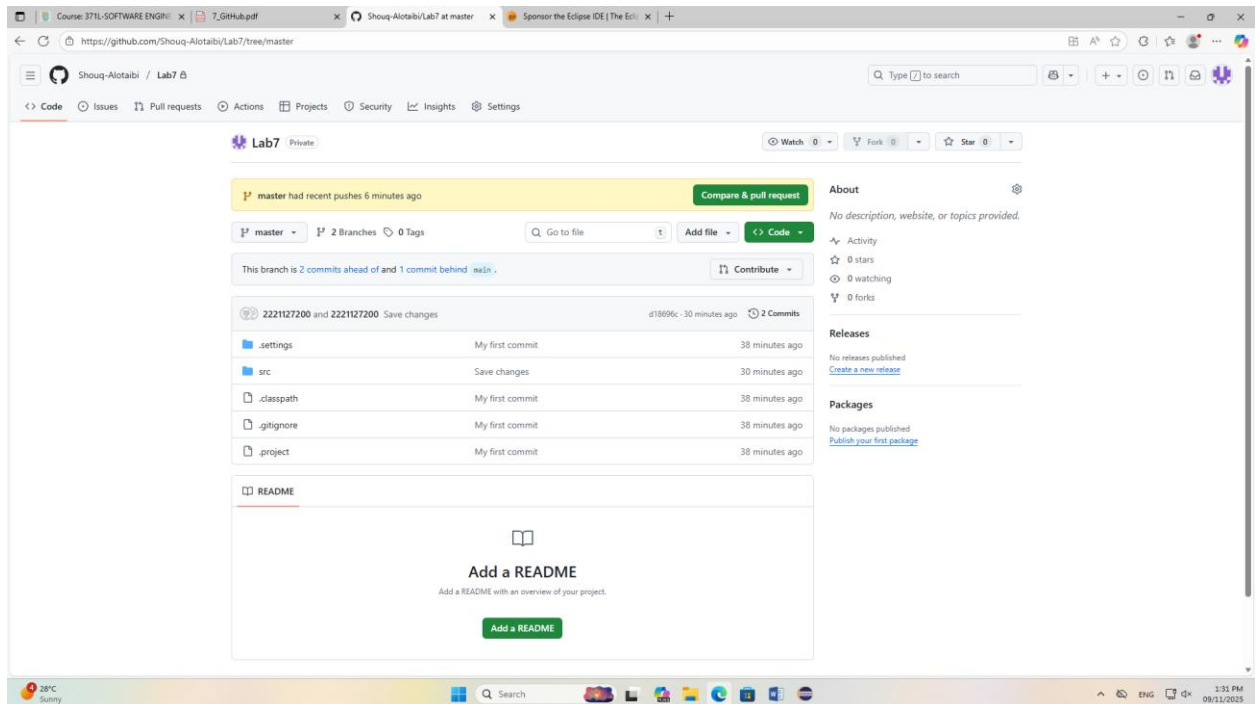 Course: 371L-SOFTWARE ENGINE
7_GitHub.pdf
Shouq-Alotaibi/Lab7 at master
Sponsor the Eclipse IDE | The Ecli
https://github.com/Shouq-Alotaibi/Lab7/tree/master
Shouq-Alotaibi / Lab7
Type / to search
Code Issues Pull requests Actions Projects Security Insights Settings
Lab7 Private
Watch 0 Fork 0 Star 0
master had recent pushes 6 minutes ago Compare & pull request
master 2 Branches 0 Tags Go to file t Add file Code
This branch is 2 commits ahead of and 1 commit behind main . Contribute
2221127200 and 2221127200 Save changes d18696c · 30 minutes ago 2 Commits
.settings My first commit 38 minutes ago
src Save changes 30 minutes ago
.classpath My first commit 38 minutes ago
.gitignore My first commit 38 minutes ago
.project My first commit 38 minutes ago
README
Add a README
Add a README with an overview of your project.
Add a README
About
No description, website, or topics provided.
Activity
0 stars
0 watching
0 forks
Releases
No releases published
Create a new release
Packages
No packages published
Publish your first package
4
28°C
Sunny
Search
ENG
1:31 PM
09/11/2025